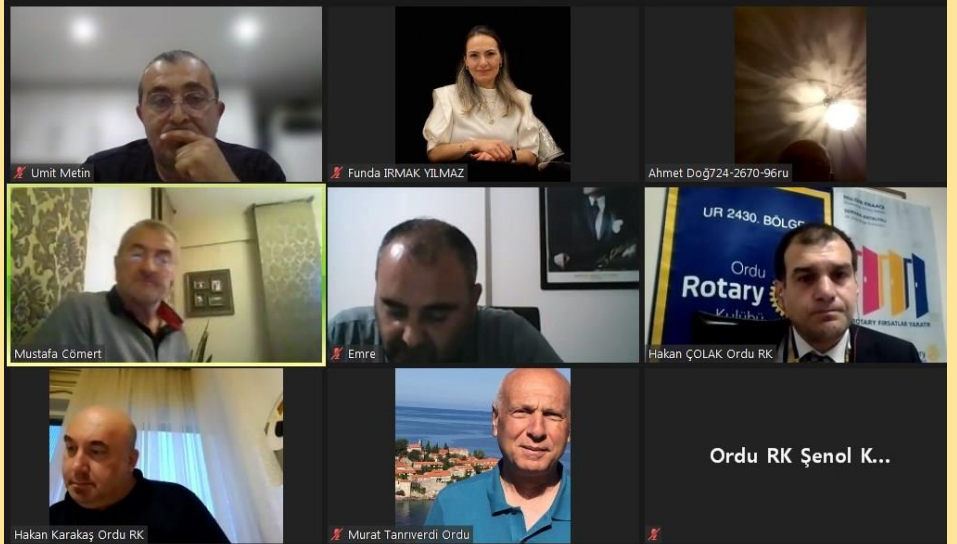 Umit Metin
Funda IRMAK YILMAZ
Ahmet Doğ724-2670-96ru
Mustafa Cömert
Emre
UR 2430. BÖLGE
Ordu
Rotary
Kulübü
ROTARY FIRSATLAR YARATIR
Hakan ÇOLAK Ordu RK
Hakan Karakaş Ordu RK
Murat Tanrıverdi Ordu
Ordu RK Şenol K...